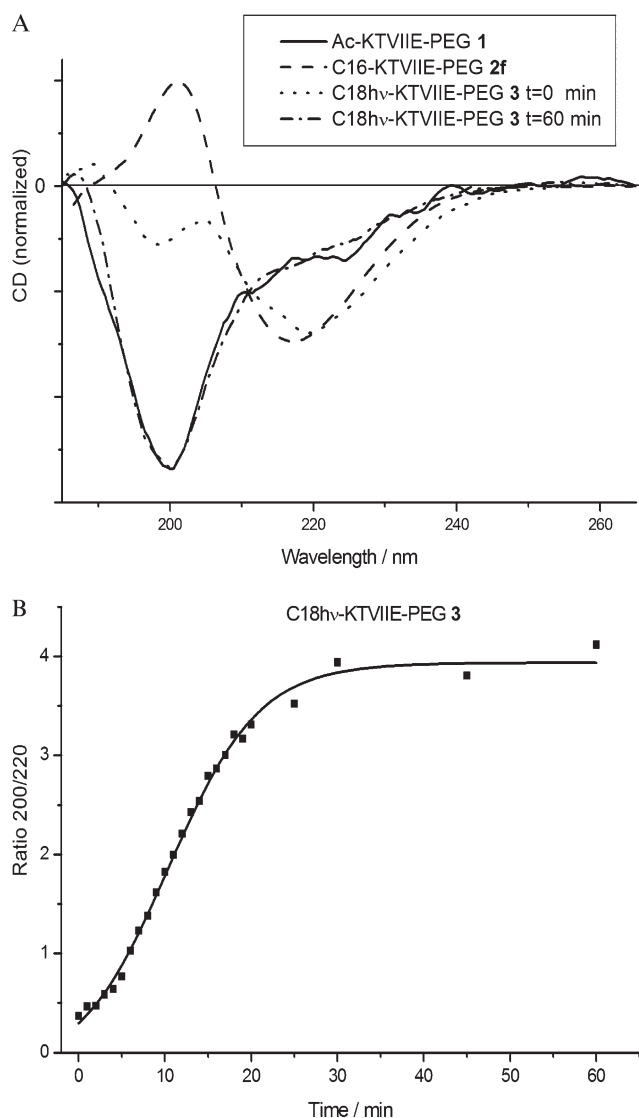 A
Ac-KTVIIE-PEG 1
C16-KTVIIE-PEG 2f
C18hν-KTVIIE-PEG 3 t=0 min
C18hν-KTVIIE-PEG 3 t=60 min
0
CD (normalized)
200 220 240 260
Wavelength / nm
B
C18hν-KTVIIE-PEG 3
4
3
2
1
0
Ratio 200/220
0 10 20 30 40 50 60
Time / min